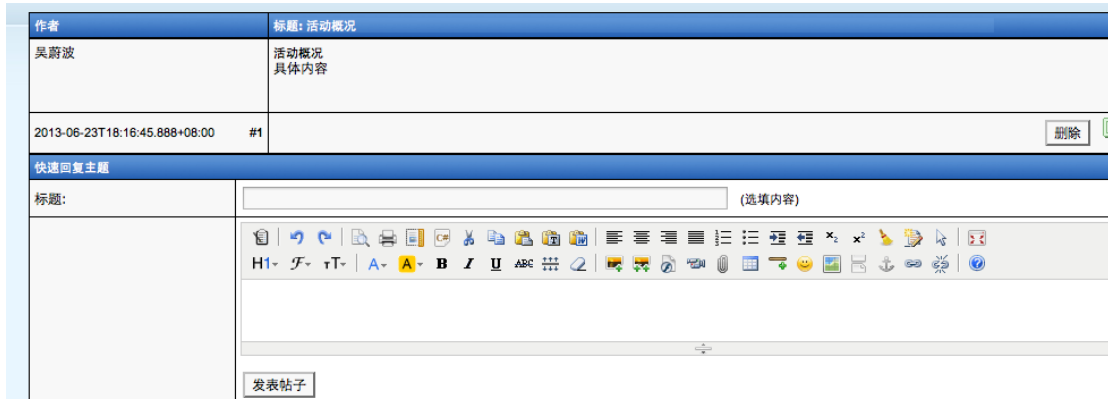 作者 标题: 活动概况
吴蔚波 活动概况
具体内容
2013-06-23T18:16:45.888+08:00 #1 删除
快速回复主题
标题: (选填内容)
H1 F TT A A B I U ABC
发表帖子